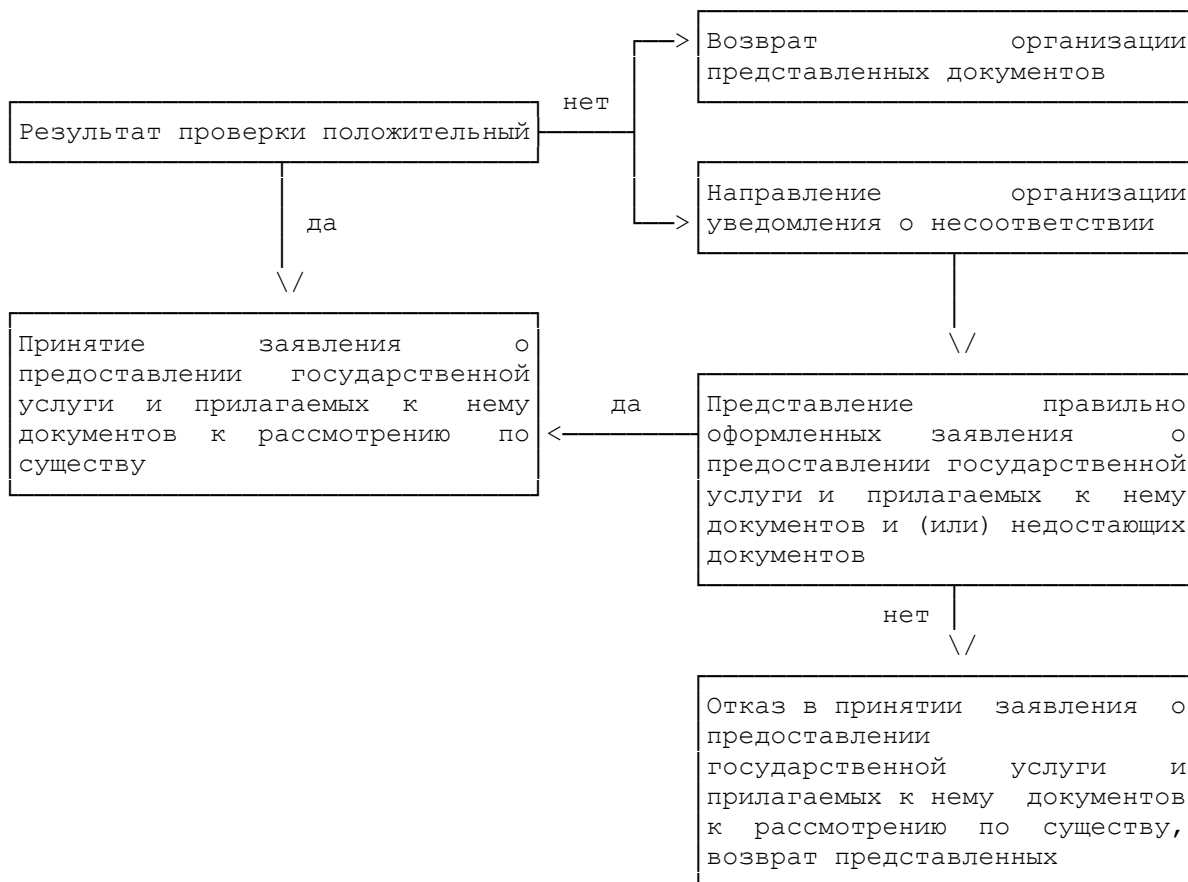 Возврат организации
представленных документов
нет
Результат проверки положительный
Направление организации
уведомления о несоответствии
да
Принятие заявления о
предоставлении государственной
услуги и прилагаемых к нему
документов к рассмотрению по
существу
да
Представление правильно
оформленных заявления о
предоставлении государственной
услуги и прилагаемых к нему
документов и (или) недостающих
документов
нет
Отказ в принятии заявления о
предоставлении
государственной услуги и
прилагаемых к нему документов
к рассмотрению по существу,
возврат представленных